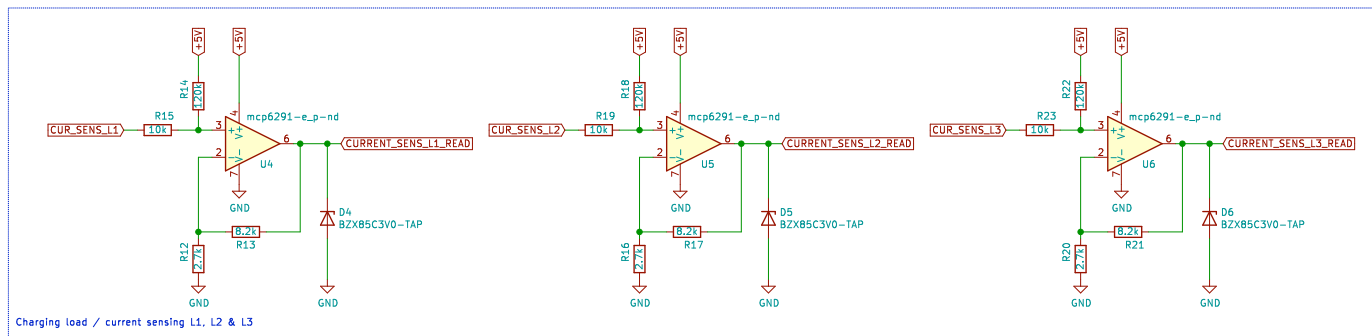 +5V
+5V
R14
120k
mcp6291-e_p-nd
CUR_SENS_L1
R15
10k
3
+
V+
4
6
2
-
V-
7
U4
CURRENT_SENS_L1_READ
GND
D4
BZX85C3V0-TAP
8.2k
R13
R12
2.7k
GND
GND
+5V
+5V
R18
120k
mcp6291-e_p-nd
CUR_SENS_L2
R19
10k
3
+
V+
4
6
2
-
V-
7
U5
CURRENT_SENS_L2_READ
GND
D5
BZX85C3V0-TAP
8.2k
R17
R16
2.7k
GND
GND
+5V
+5V
R22
120k
mcp6291-e_p-nd
CUR_SENS_L3
R23
10k
3
+
V+
4
6
2
-
V-
7
U6
CURRENT_SENS_L3_READ
GND
D6
BZX85C3V0-TAP
8.2k
R21
R20
2.7k
GND
GND
Charging load / current sensing L1, L2 & L3